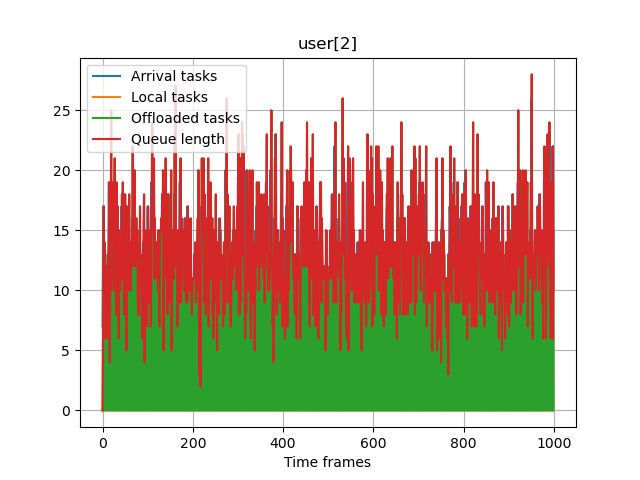 user[2]
Arrival tasks
Local tasks
Offloaded tasks
Queue length
25
20
15
10
5
0
0 200 400 600 800 1000
Time frames